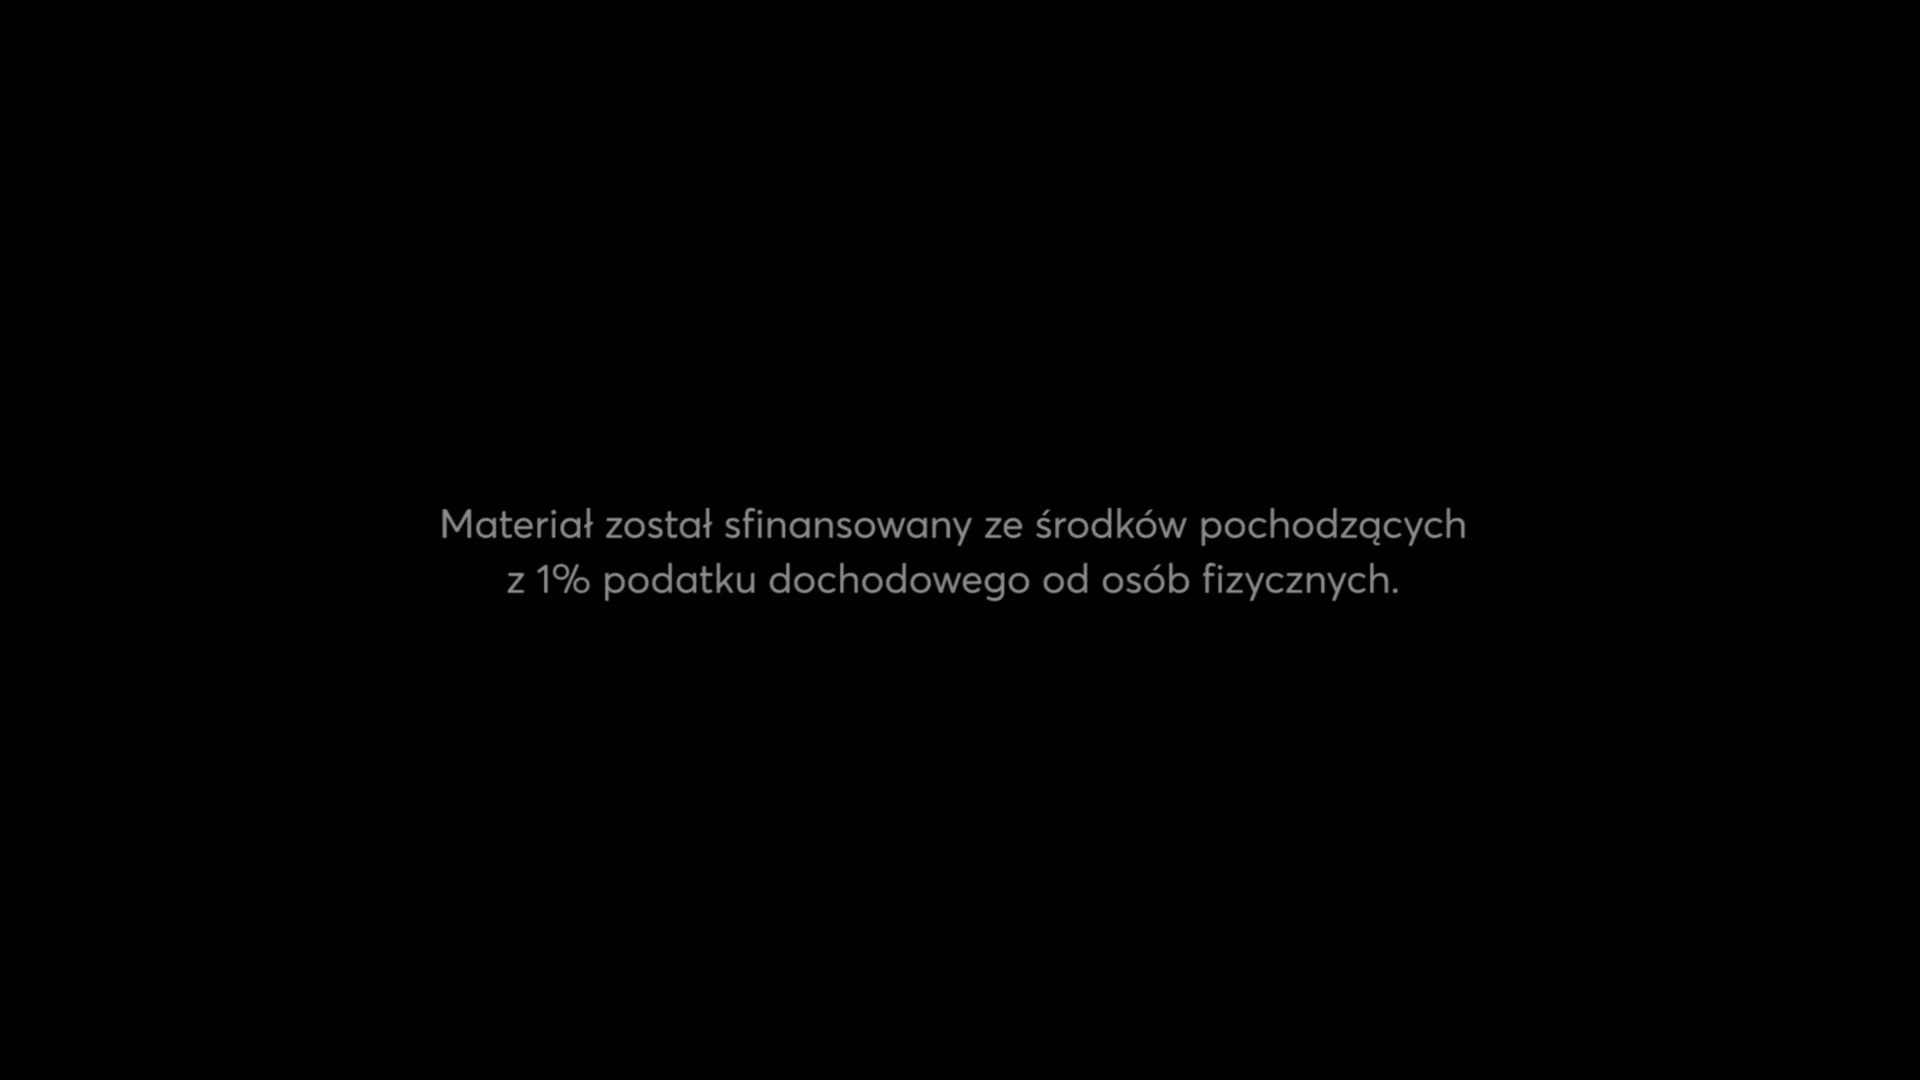 Materiał został sfinansowany ze środków pochodzących
z 1% podatku dochodowego od osób fizycznych.